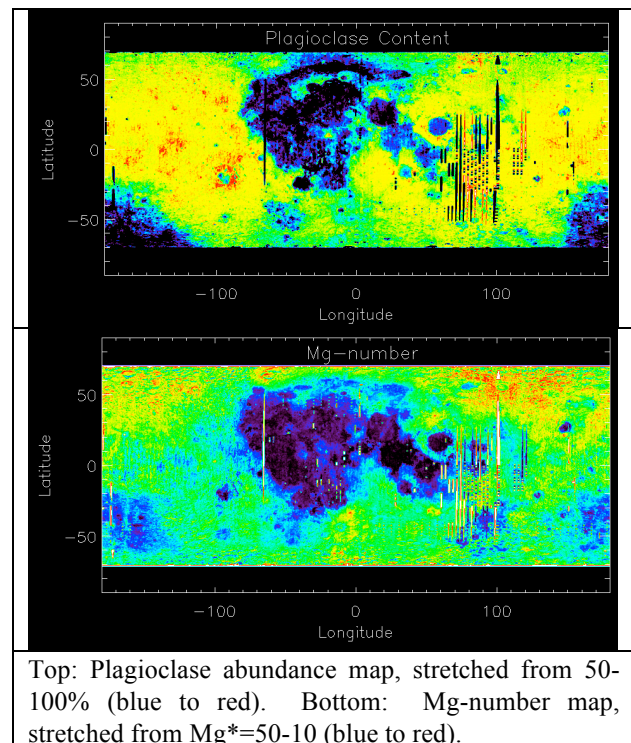 Plagioclase Content
50
0
-50
Latitude
-100 0 100
Longitude
Mg-number
50
0
-50
Latitude
-100 0 100
Longitude
Top: Plagioclase abundance map, stretched from 50-
100% (blue to red). Bottom: Mg-number map,
stretched from Mg*=50-10 (blue to red).